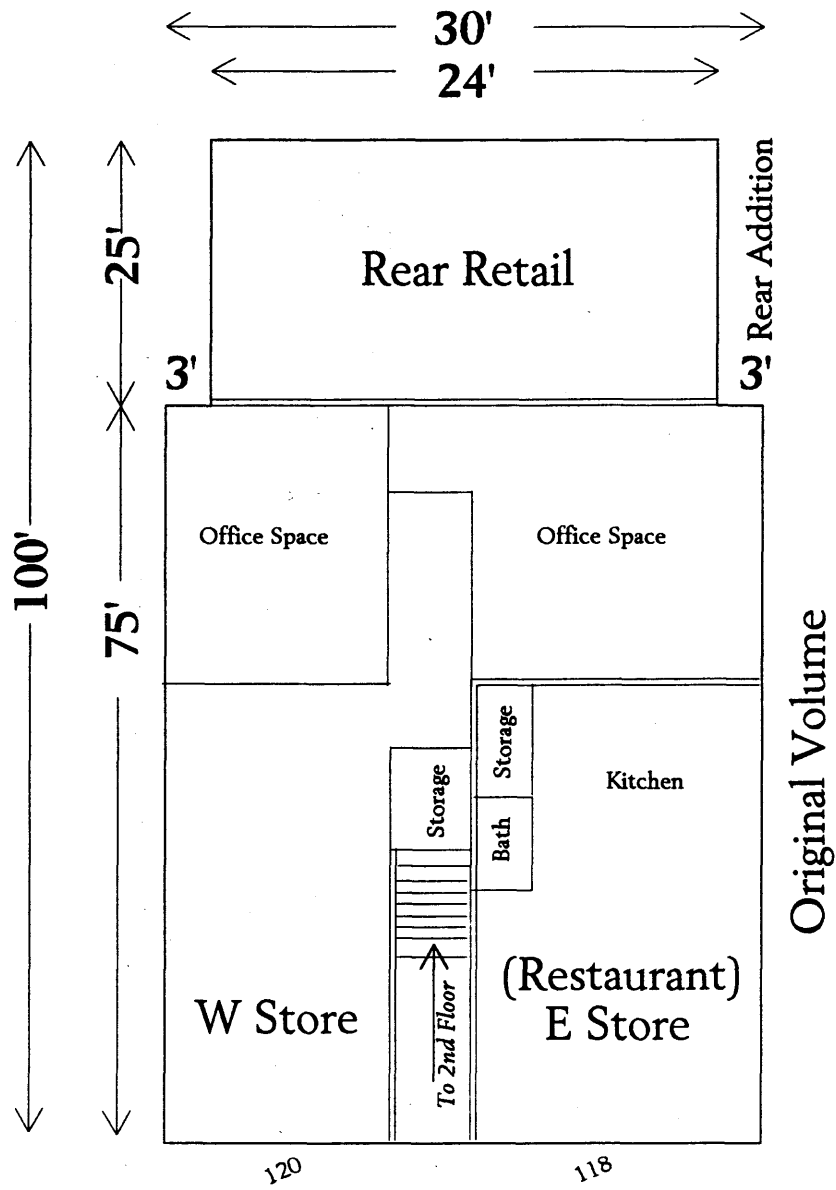 30'
24'
25'
Rear Retail
Rear Addition
3'
3'
100'
75'
Office Space
Office Space
Original Volume
Storage
Storage
Kitchen
Bath
W Store
To 2nd Floor
(Restaurant)
E Store
120
118